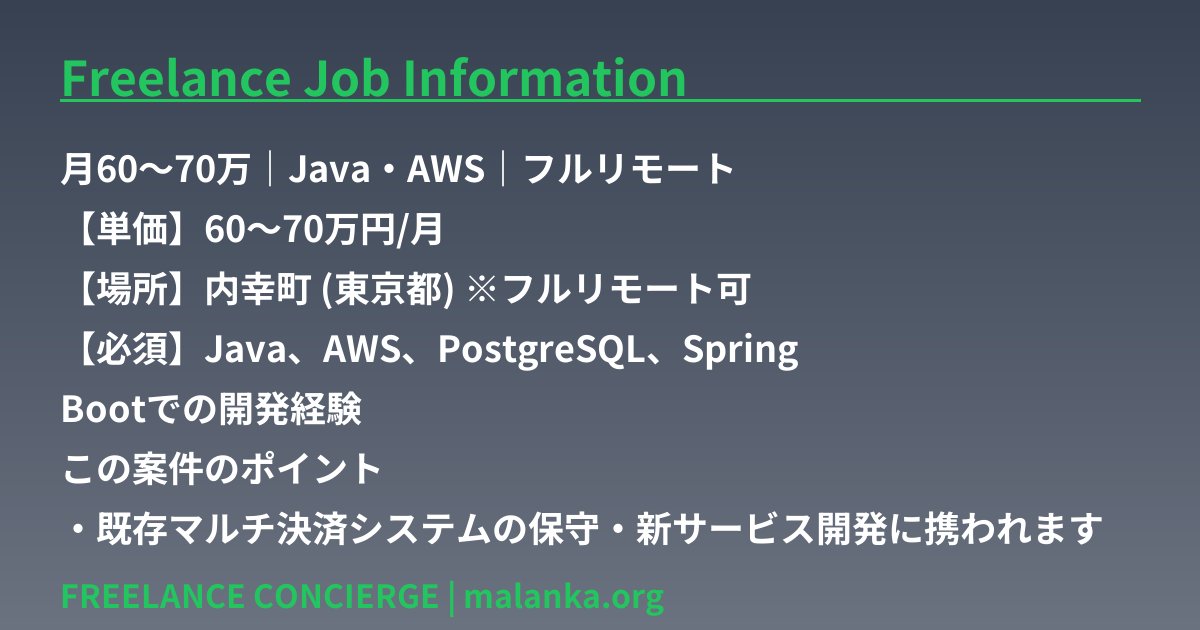 Freelance Job Information
月60〜70万｜Java・AWS｜フルリモート
【単価】60〜70万円/月
【場所】内幸町 (東京都) ※フルリモート可
【必須】Java、AWS、PostgreSQL、Spring
Bootでの開発経験
この案件のポイント
・既存マルチ決済システムの保守・新サービス開発に携われます
FREELANCE CONCIERGE | malanka.org